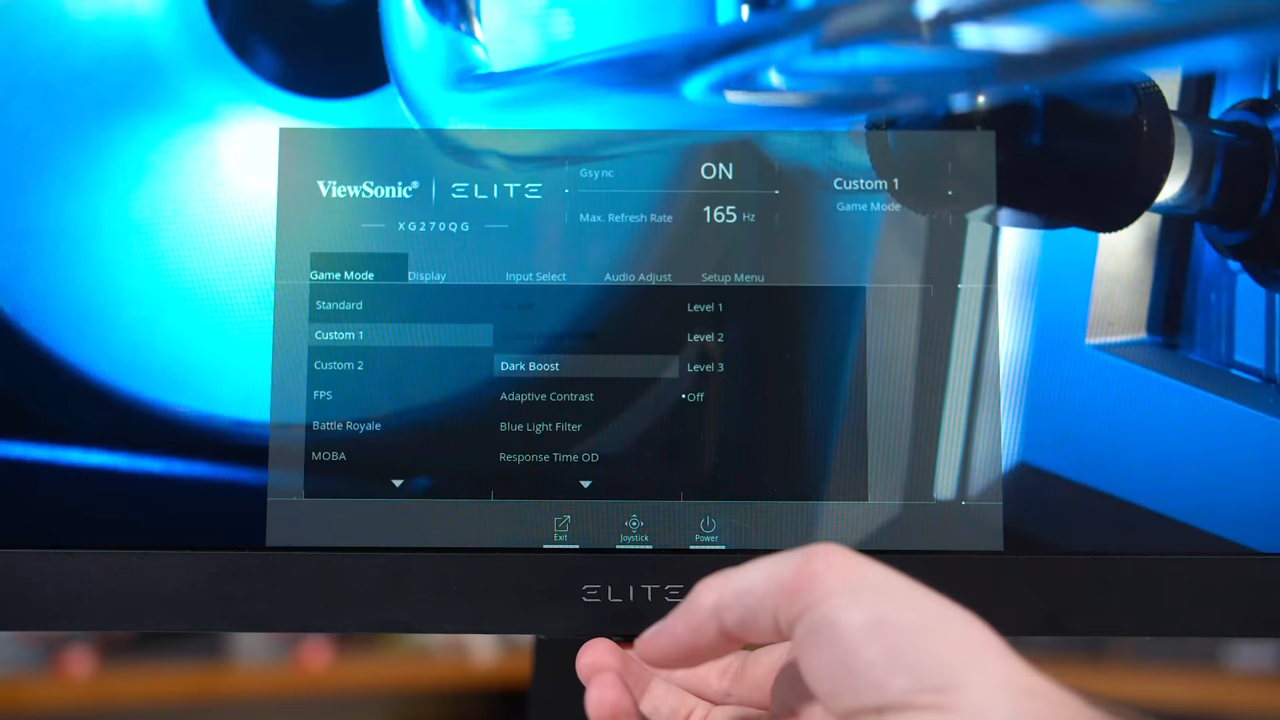 ViewSonic® | ELITE
XG270QG
Gsync ON
Max. Refresh Rate 165 Hz
Custom 1
Game Mode
Game Mode Display Input Select Audio Adjust Setup Menu
Standard
Custom 1
Custom 2
FPS
Battle Royale
MOBA
Dark Boost
Adaptive Contrast
Blue Light Filter
Response Time OD
Level 1
Level 2
Level 3
•Off
Exit Joystick Power
ELITE